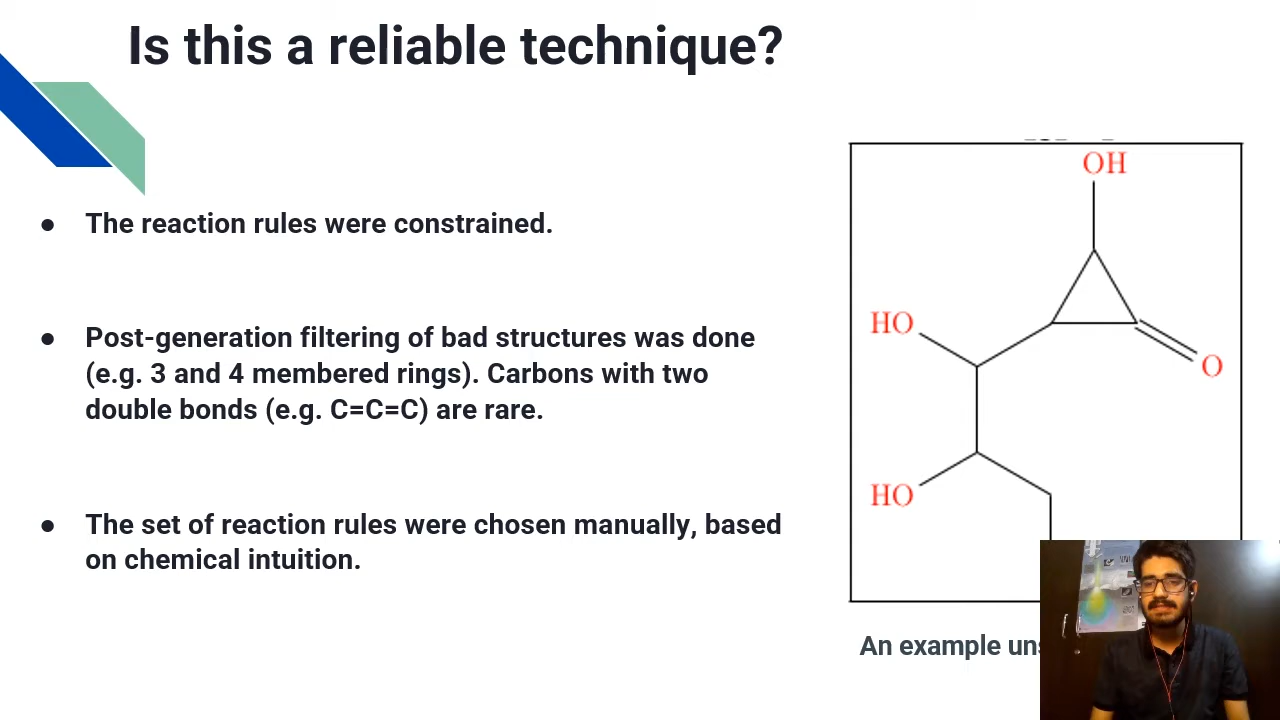 Is this a reliable technique?
● The reaction rules were constrained.
● Post-generation filtering of bad structures was done
(e.g. 3 and 4 membered rings). Carbons with two
double bonds (e.g. C=C=C) are rare.
● The set of reaction rules were chosen manually, based
on chemical intuition.
OH
HO
O
HO
An example